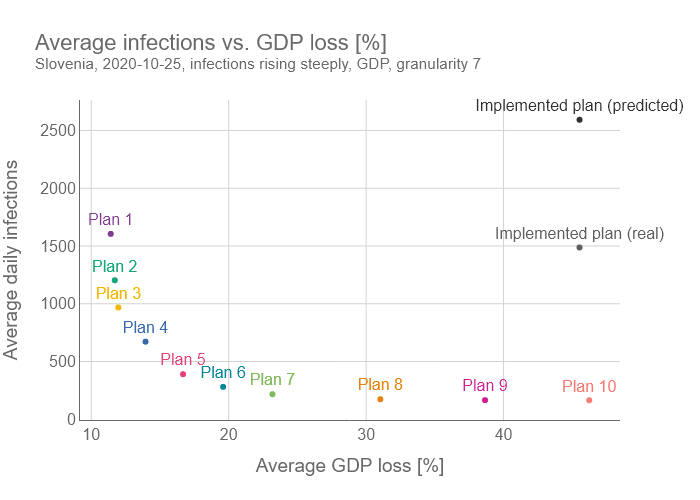 Average infections vs. GDP loss [%]
Slovenia, 2020-10-25, infections rising steeply, GDP, granularity 7
Implemented plan (predicted)
2500
2000
Plan 1
Implemented plan (real)
1500
Plan 2
Plan 3
1000
Plan 4
Plan 5
500
Plan 6
Plan 7
Plan 8
Plan 9
Plan 10
0
10
20
30
40
Average daily infections
Average GDP loss [%]